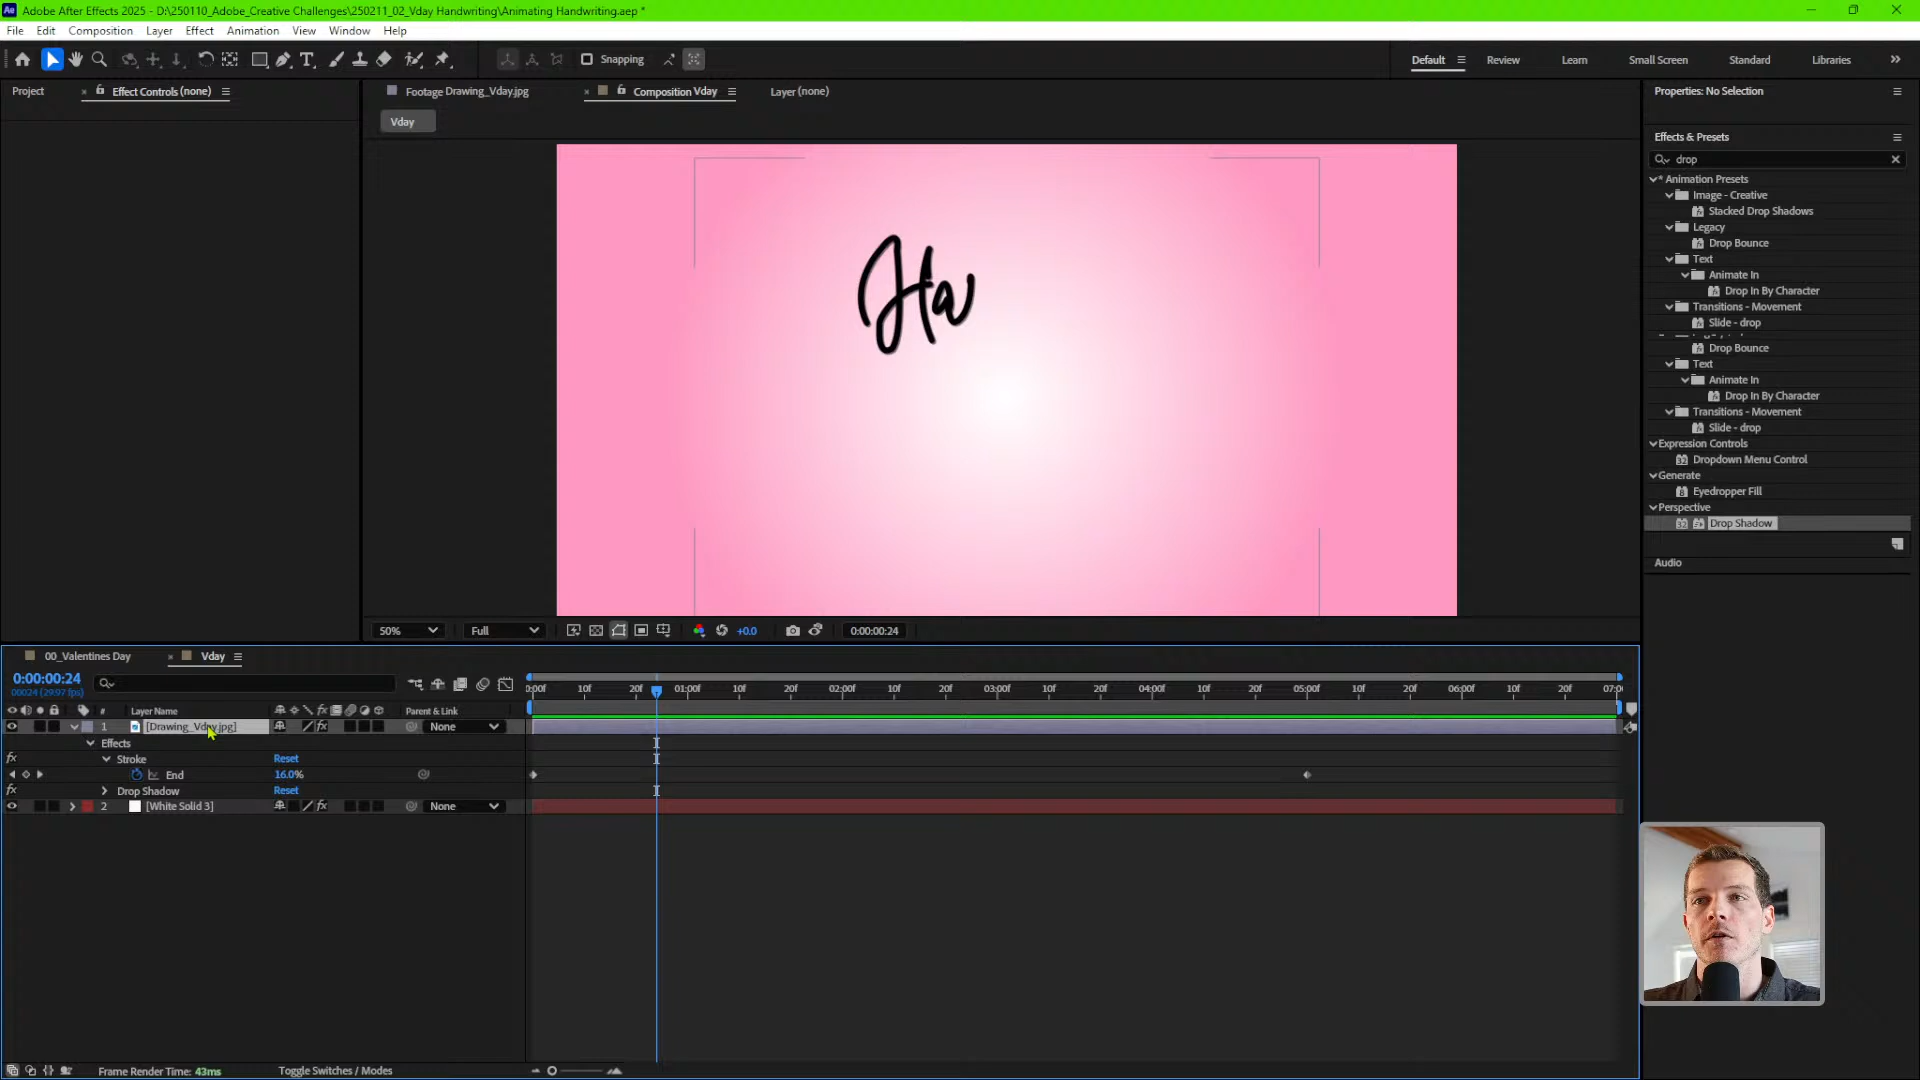 Adobe After Effects 2025 - D:\250110_Adobe_Creative Challenges\250211_02_Vday Handwriting\Animating Handwriting.aep *
File Edit Composition Layer Effect Animation View Window Help
Snapping
Default Review Learn Small Screen Standard Libraries
Project Effect Controls (none)
Footage Drawing_Vday.jpg Composition Vday Layer (none)
Vday
Ha
50% Full +0.0 0:00:00:24
Properties: No Selection
Effects & Presets
drop
* Animation Presets
Image - Creative
Stacked Drop Shadows
Legacy
Drop Bounce
Text
Animate In
Drop In By Character
Transitions - Movement
Slide - drop
Drop Bounce
Text
Animate In
Drop In By Character
Transitions - Movement
Slide - drop
Expression Controls
Dropdown Menu Control
Generate
Eyedropper Fill
Perspective
Drop Shadow
Audio
00_Valentines Day Vday
0:00:00:24
00024 (29.97 fps)
:00f 10f 20f 01:00f 10f 20f 02:00f 10f 20f 03:00f 10f 20f 04:00f 10f 20f 05:00f 10f 20f 06:00f 10f 20f 07:0
# Layer Name Parent & Link
1 [Drawing_Vday.jpg] None
Effects
fx Stroke Reset
End 16.0%
fx Drop Shadow Reset
2 [White Solid 3] None
Frame Render Time: 43ms Toggle Switches / Modes